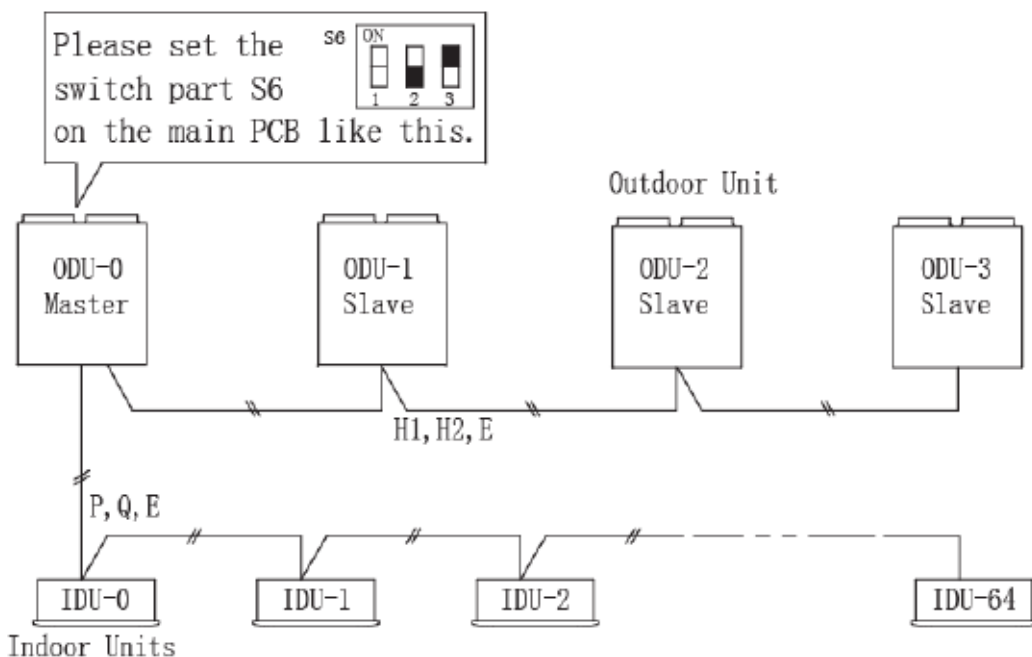 Please set the
switch part S6
on the main PCB like this.
S6
ON
1 2 3
Outdoor Unit
ODU-0
Master
ODU-1
Slave
ODU-2
Slave
ODU-3
Slave
H1,H2,E
P,Q,E
IDU-0
IDU-1
IDU-2
IDU-64
Indoor Units